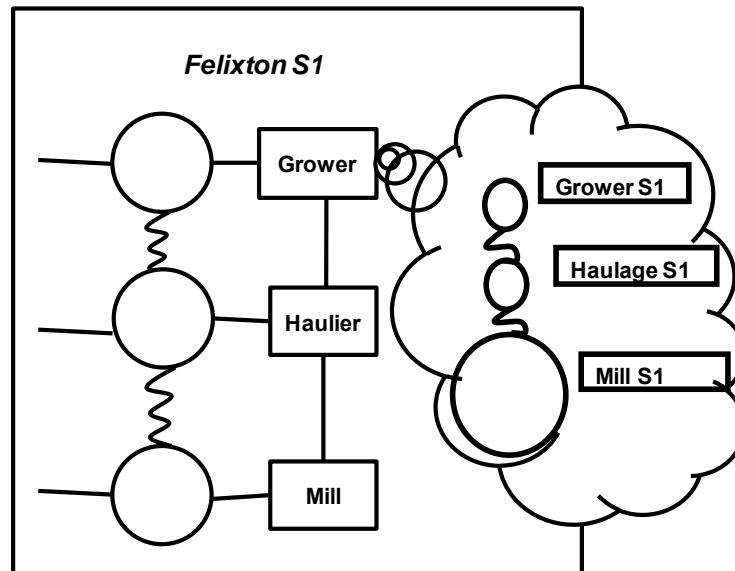 Felixton S1
Grower
Grower S1
Haulage S1
Haulier
Mill S1
Mill